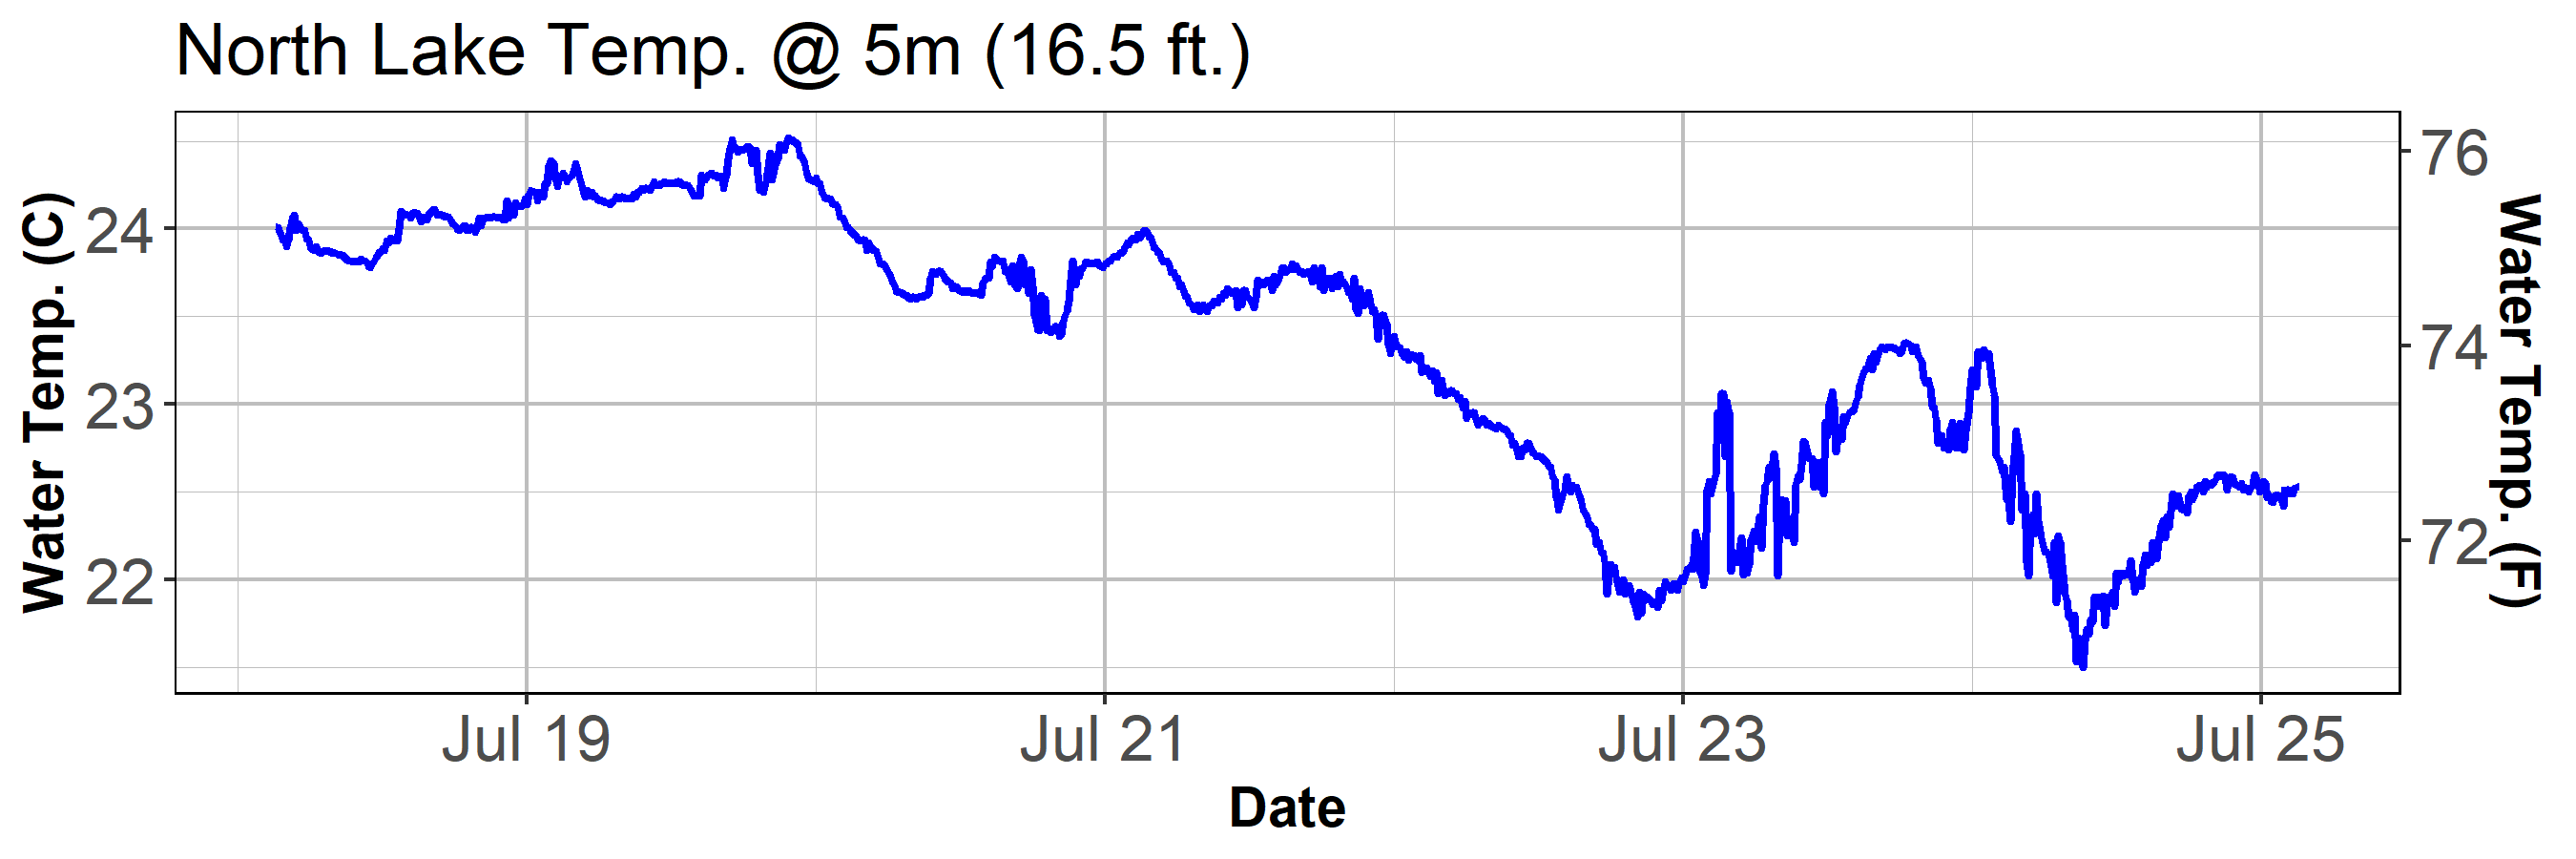 North Lake Temp. @ 5m (16.5 ft.)
Water Temp. (C)
24
23
22
76
74
72
Water Temp. (F)
Jul 19
Jul 21
Jul 23
Jul 25
Date